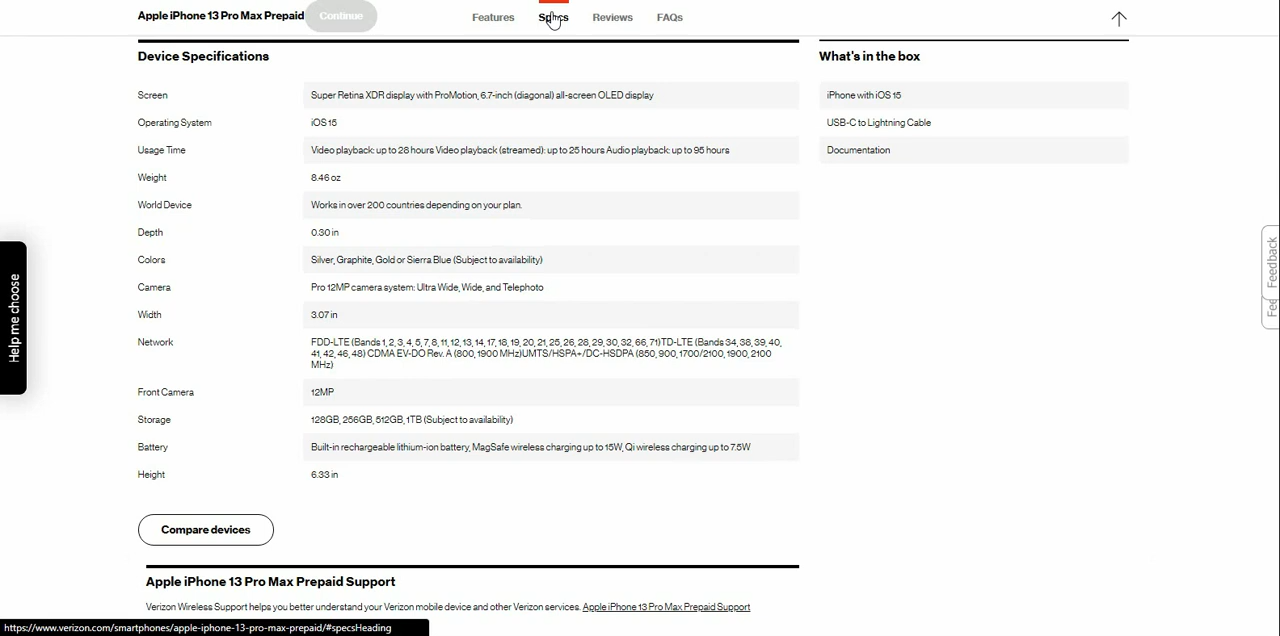 Apple iPhone 13 Pro Max Prepaid
Continue
Features
Specs
Reviews
FAQs
Device Specifications
Screen
Super Retina XDR display with ProMotion, 6.7-inch (diagonal) all-screen OLED display
Operating System
iOS 15
Usage Time
Video playback: up to 28 hours Video playback (streamed): up to 25 hours Audio playback: up to 95 hours
Weight
8.46 oz
World Device
Works in over 200 countries depending on your plan.
Depth
0.30 in
Colors
Silver, Graphite, Gold or Sierra Blue (Subject to availability)
Camera
Pro 12MP camera system: Ultra Wide, Wide, and Telephoto
Width
3.07 in
Network
FDD-LTE (Bands 1, 2, 3, 4, 5, 7, 8, 11, 12, 13, 14, 17, 18, 19, 20, 21, 25, 26, 28, 29, 30, 32, 66, 71)TD-LTE (Bands 34, 38, 39, 40,
41, 42, 46, 48) CDMA EV-DO Rev. A (800, 1900 MHz)UMTS/HSPA+/DC-HSDPA (850, 900, 1700/2100, 1900, 2100
MHz)
Front Camera
12MP
Storage
128GB, 256GB, 512GB, 1TB (Subject to availability)
Battery
Built-in rechargeable lithium-ion battery, MagSafe wireless charging up to 15W, Qi wireless charging up to 7.5W
Height
6.33 in
What's in the box
iPhone with iOS 15
USB-C to Lightning Cable
Documentation
Compare devices
Apple iPhone 13 Pro Max Prepaid Support
Verizon Wireless Support helps you better understand your Verizon mobile device and other Verizon services. Apple iPhone 13 Pro Max Prepaid Support
https://www.verizon.com/smartphones/apple-iphone-13-pro-max-prepaid/#specsHeading
Help me choose
Feedback